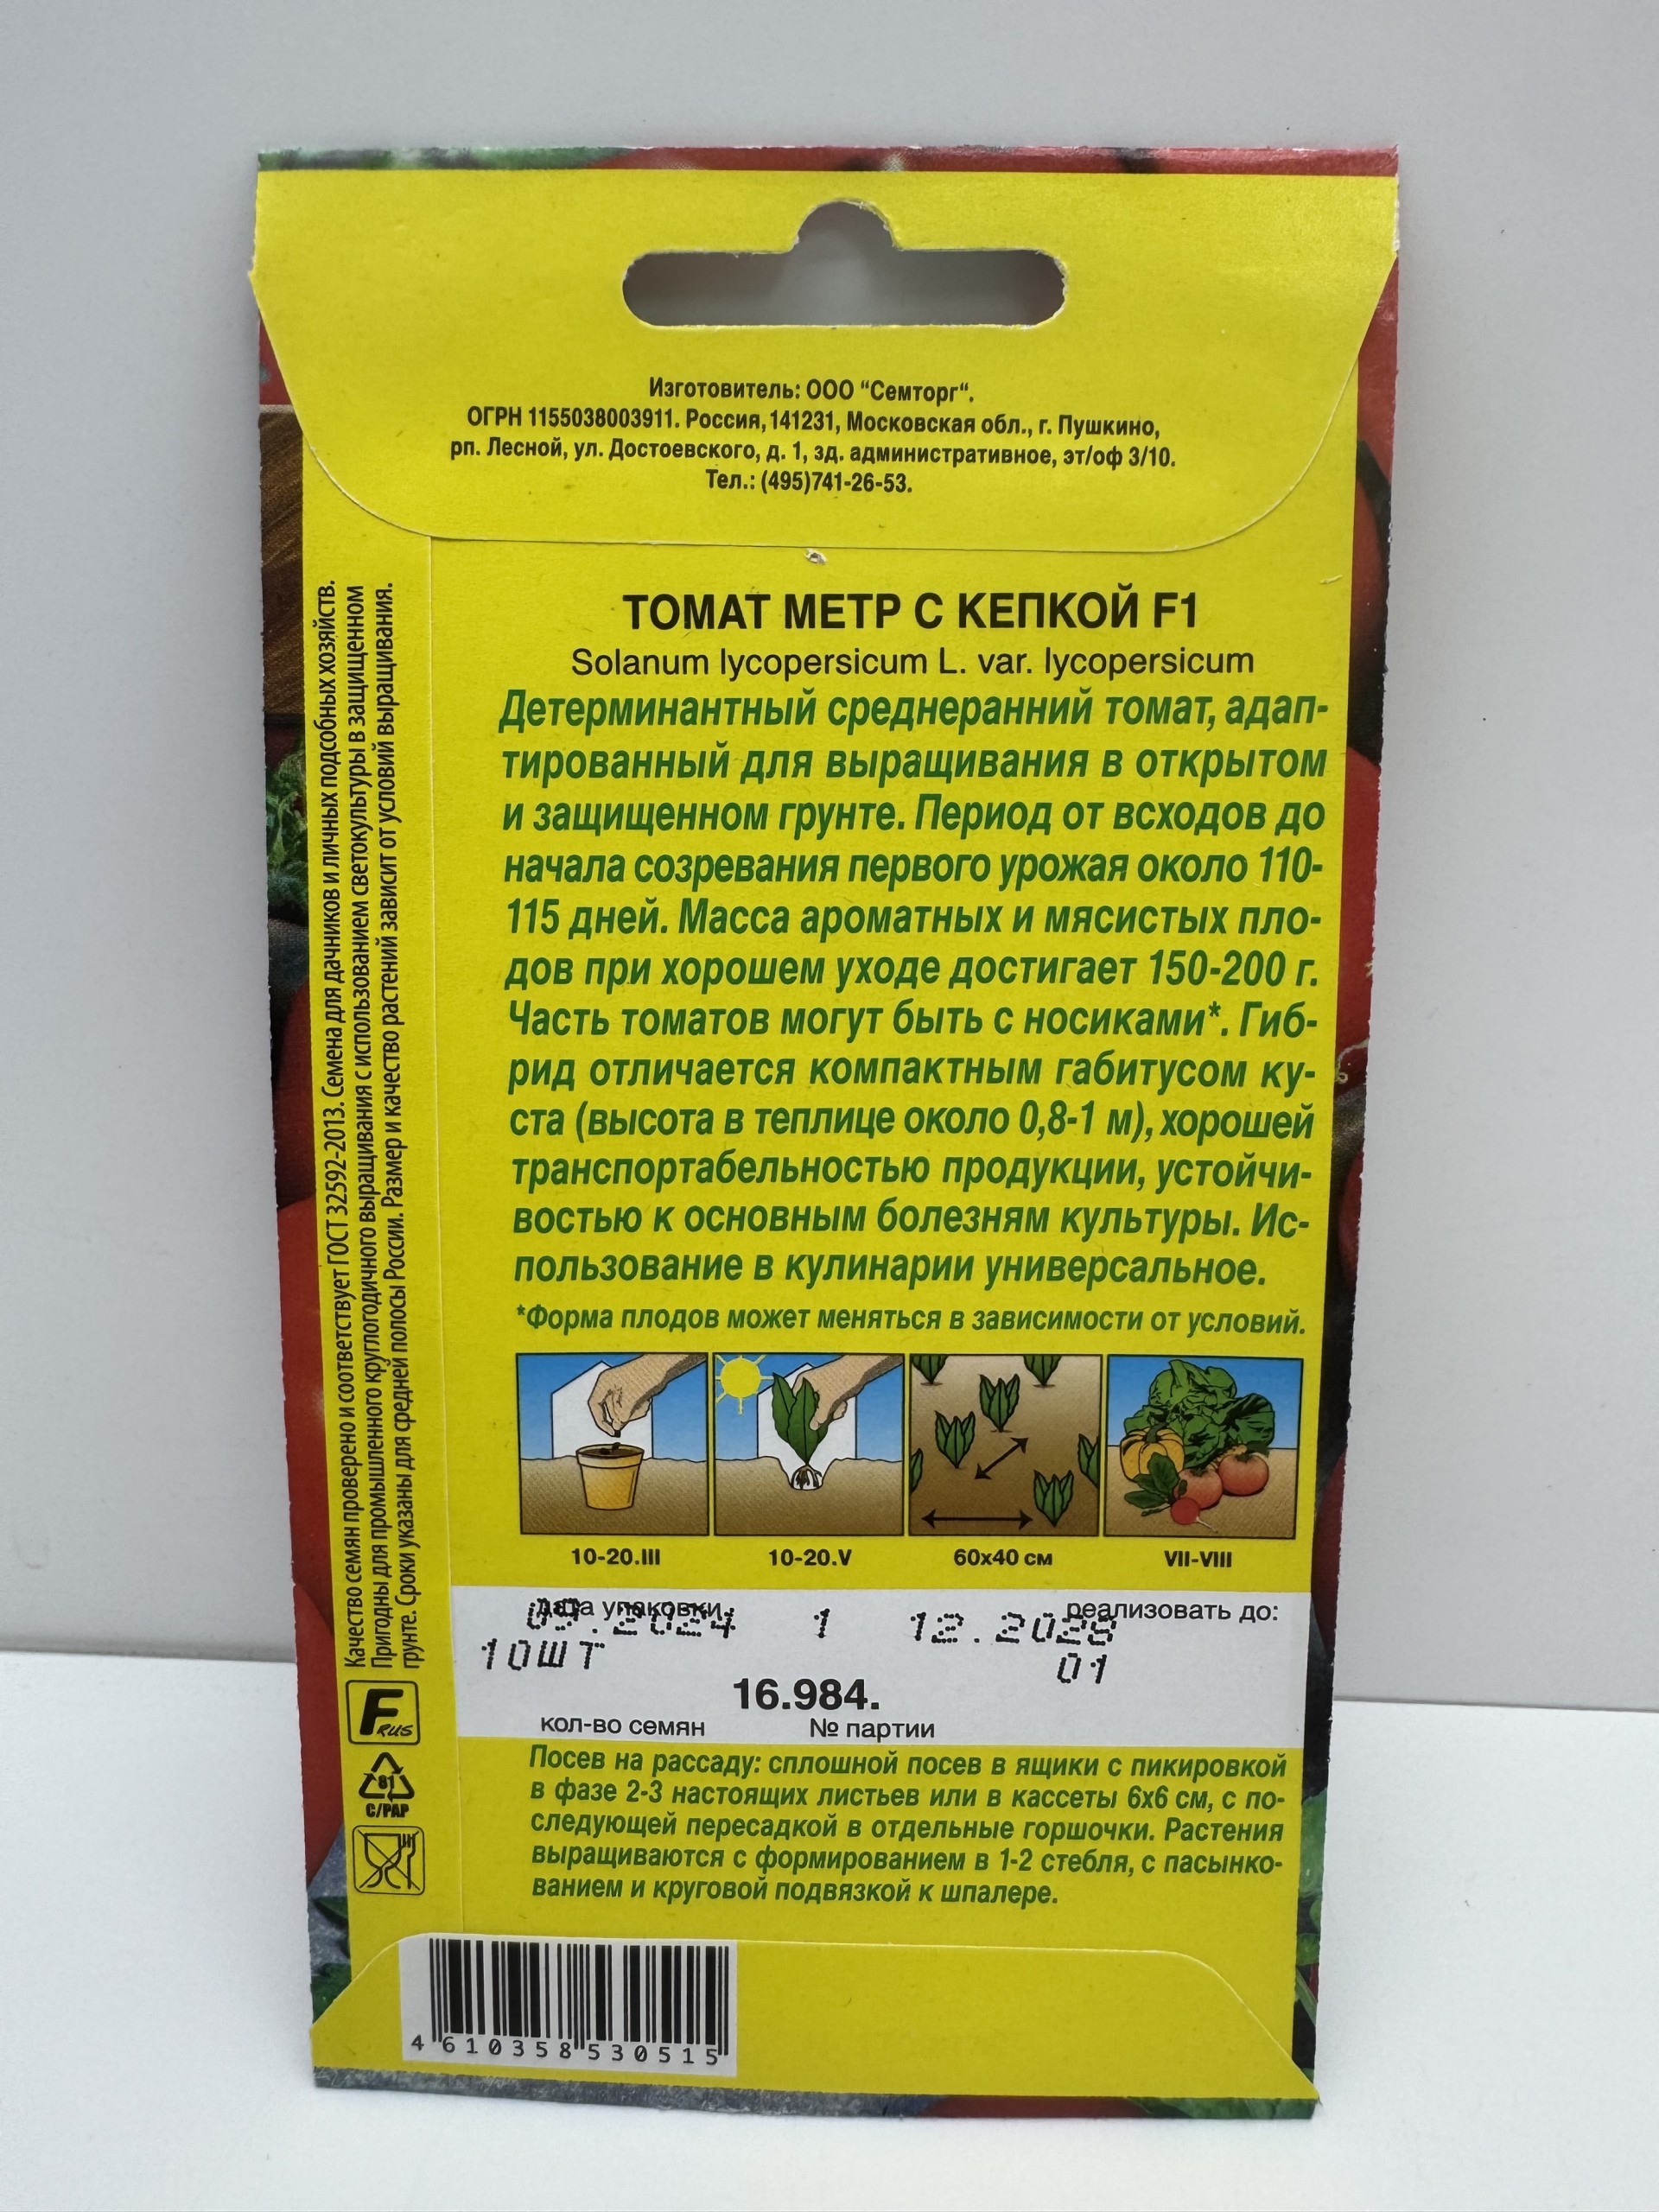 Изготовитель: ООО “Семторг“.
ОГРН 1155038003911. Россия, 141231, Московская обл., г. Пушкино,
рп. Лесной, ул. Достоевского, д. 1, зд. административное, эт/оф 3/10.
Тел.: (495)741-26-53.
ТОМАТ МЕТР С КЕПКОЙ F1
Solanum lycopersicum L. var. lycopersicum
Детерминантный среднеранний томат, адап-
тированный для выращивания в открытом
и защищенном грунте. Период от всходов до
начала созревания первого урожая около 110-
115 дней. Масса ароматных и мясистых пло-
дов при хорошем уходе достигает 150-200 г.
Часть томатов могут быть с носиками*. Гиб-
рид отличается компактным габитусом ку-
ста (высота в теплице около 0,8-1 м), хорошей
транспортабельностью продукции, устойчи-
востью к основным болезням культуры. Ис-
пользование в кулинарии универсальное.
*Форма плодов может меняться в зависимости от условий.
10-20.III 10-20.V 60х40 см VII-VIII
дата упаковки реализовать до:
2024 1 12.2028
10ШТ 01
16.984.
кол-во семян № партии
Посев на рассаду: сплошной посев в ящики с пикировкой
в фазе 2-3 настоящих листьев или в кассеты 6х6 см, с по-
следующей пересадкой в отдельные горшочки. Растения
выращиваются с формированием в 1-2 стебля, с пасынко-
ванием и круговой подвязкой к шпалере.
Качество семян проверено и соответствует ГОСТ 32592-2013. Семена для дачников и личных подсобных хозяйств.
Пригодны для промышленного круглогодичного выращивания с использованием светокультуры в защищенном
грунте. Сроки указаны для средней полосы России. Размер и качество растений зависит от условий выращивания.
F RUS
81
C/PAP
4 610358 530515